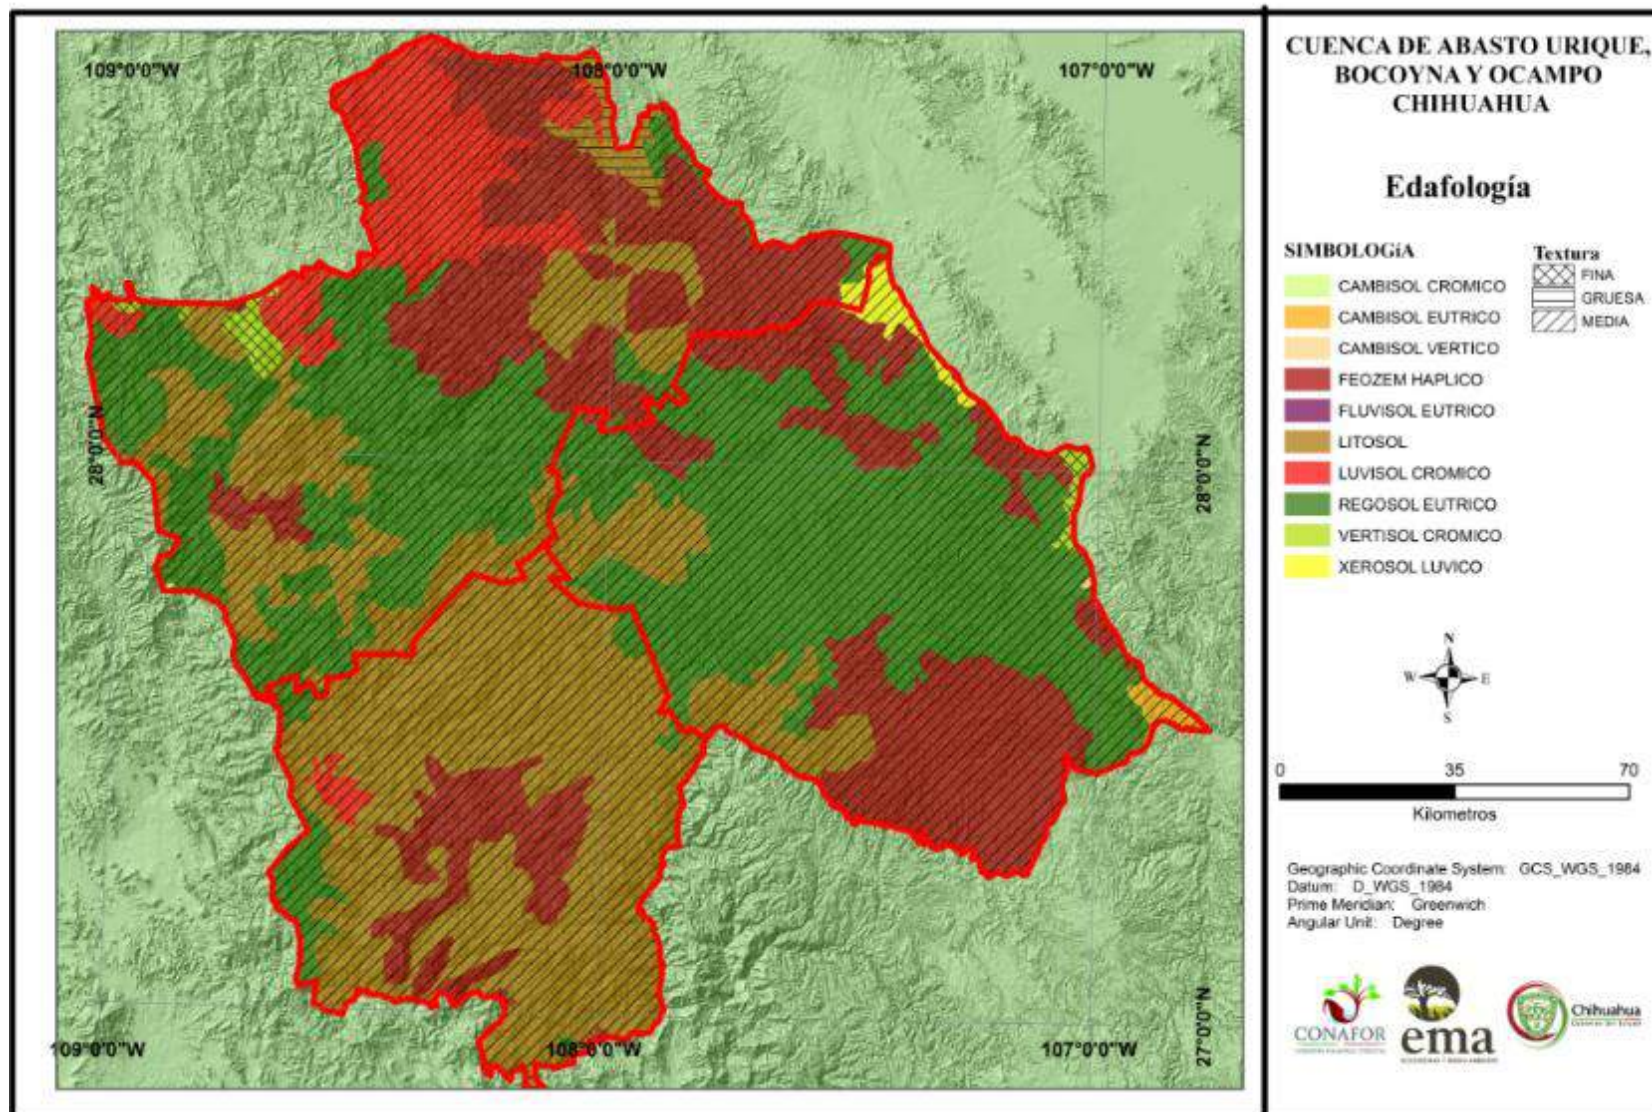 CUENCA DE ABASTO URIQUE,
BOCOYNA Y OCAMPO
CHIHUAHUA
Edafología
SIMBOLOGíA
CAMBISOL CROMICO
CAMBISOL EUTRICO
CAMBISOL VERTICO
FEOZEM HAPLICO
FLUVISOL EUTRICO
LITOSOL
LUVISOL CROMICO
REGOSOL EUTRICO
VERTISOL CROMICO
XEROSOL LUVICO
Textura
FINA
GRUESA
MEDIA
109°0'0"W
108°0'0"W
107°0'0"W
28°0'0"N
28°0'0"N
27°0'0"N
109°0'0"W
108°0'0"W
107°0'0"W
N
W E
S
0 35 70
Kilometros
Geographic Coordinate System: GCS_WGS_1984
Datum: D_WGS_1984
Prime Meridian: Greenwich
Angular Unit: Degree
CONAFOR
ema
Chihuahua